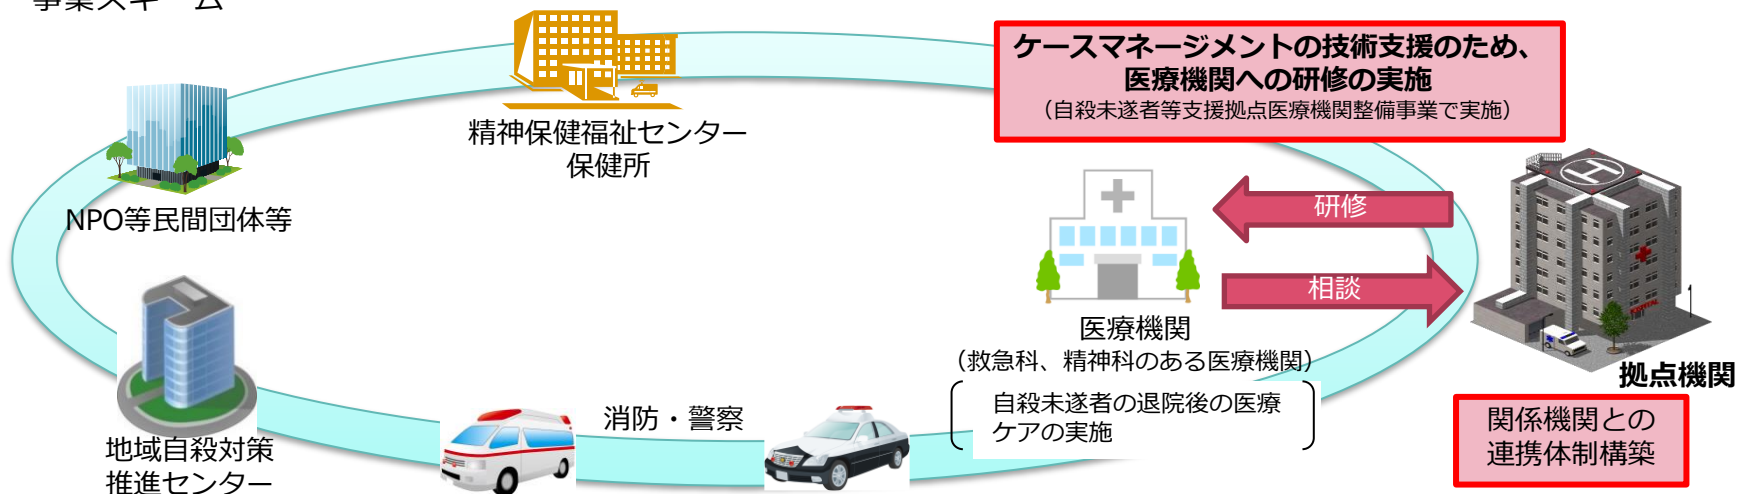 事業スキーム
ケースマネージメントの技術支援のため、
医療機関への研修の実施
（自殺未遂者等支援拠点医療機関整備事業で実施）
精神保健福祉センター
保健所
NPO等民間団体等
研修
相談
医療機関
（救急科、精神科のある医療機関）
自殺未遂者の退院後の医療
ケアの実施
拠点機関
関係機関との
連携体制構築
消防・警察
地域自殺対策
推進センター